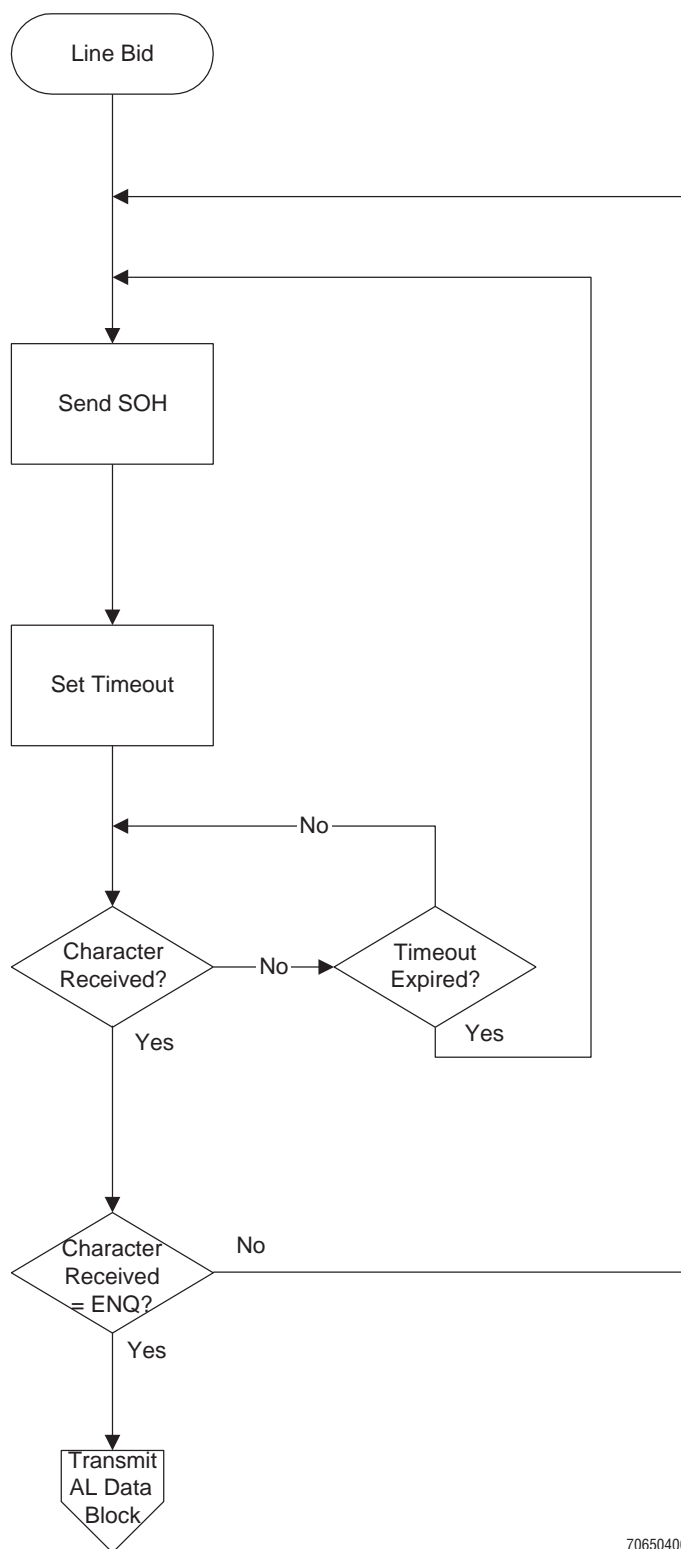 Line Bid
Send SOH
Set Timeout
No
Character
Received?
No
Timeout
Expired?
Yes
Yes
Character
Received
= ENQ?
No
Yes
Transmit
AL Data
Block